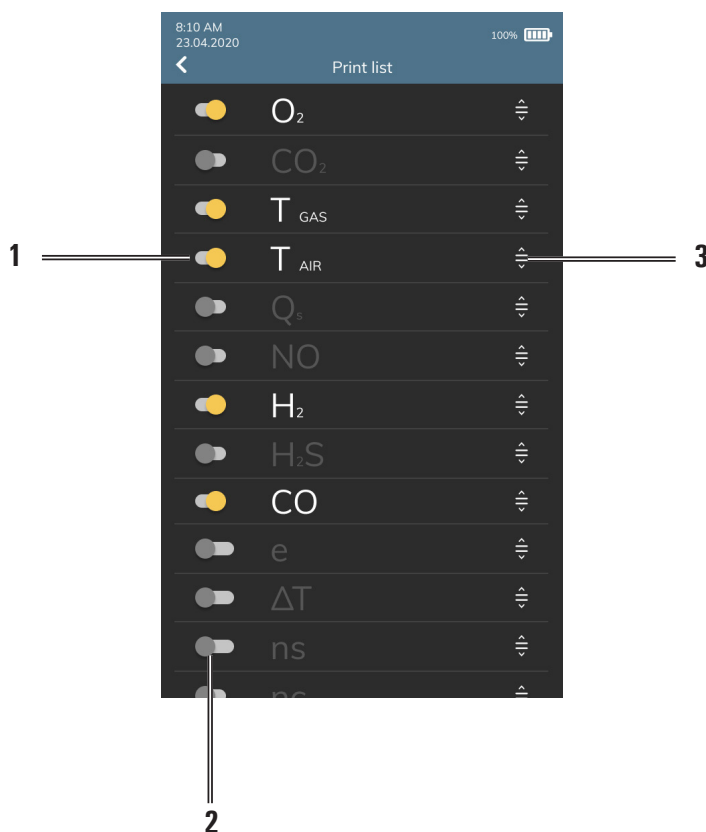 8:10 AM
23.04.2020
100%
Print list
O₂
CO₂
T GAS
1
T AIR
3
Qs
NO
H₂
H₂S
CO
e
ΔT
ns
2